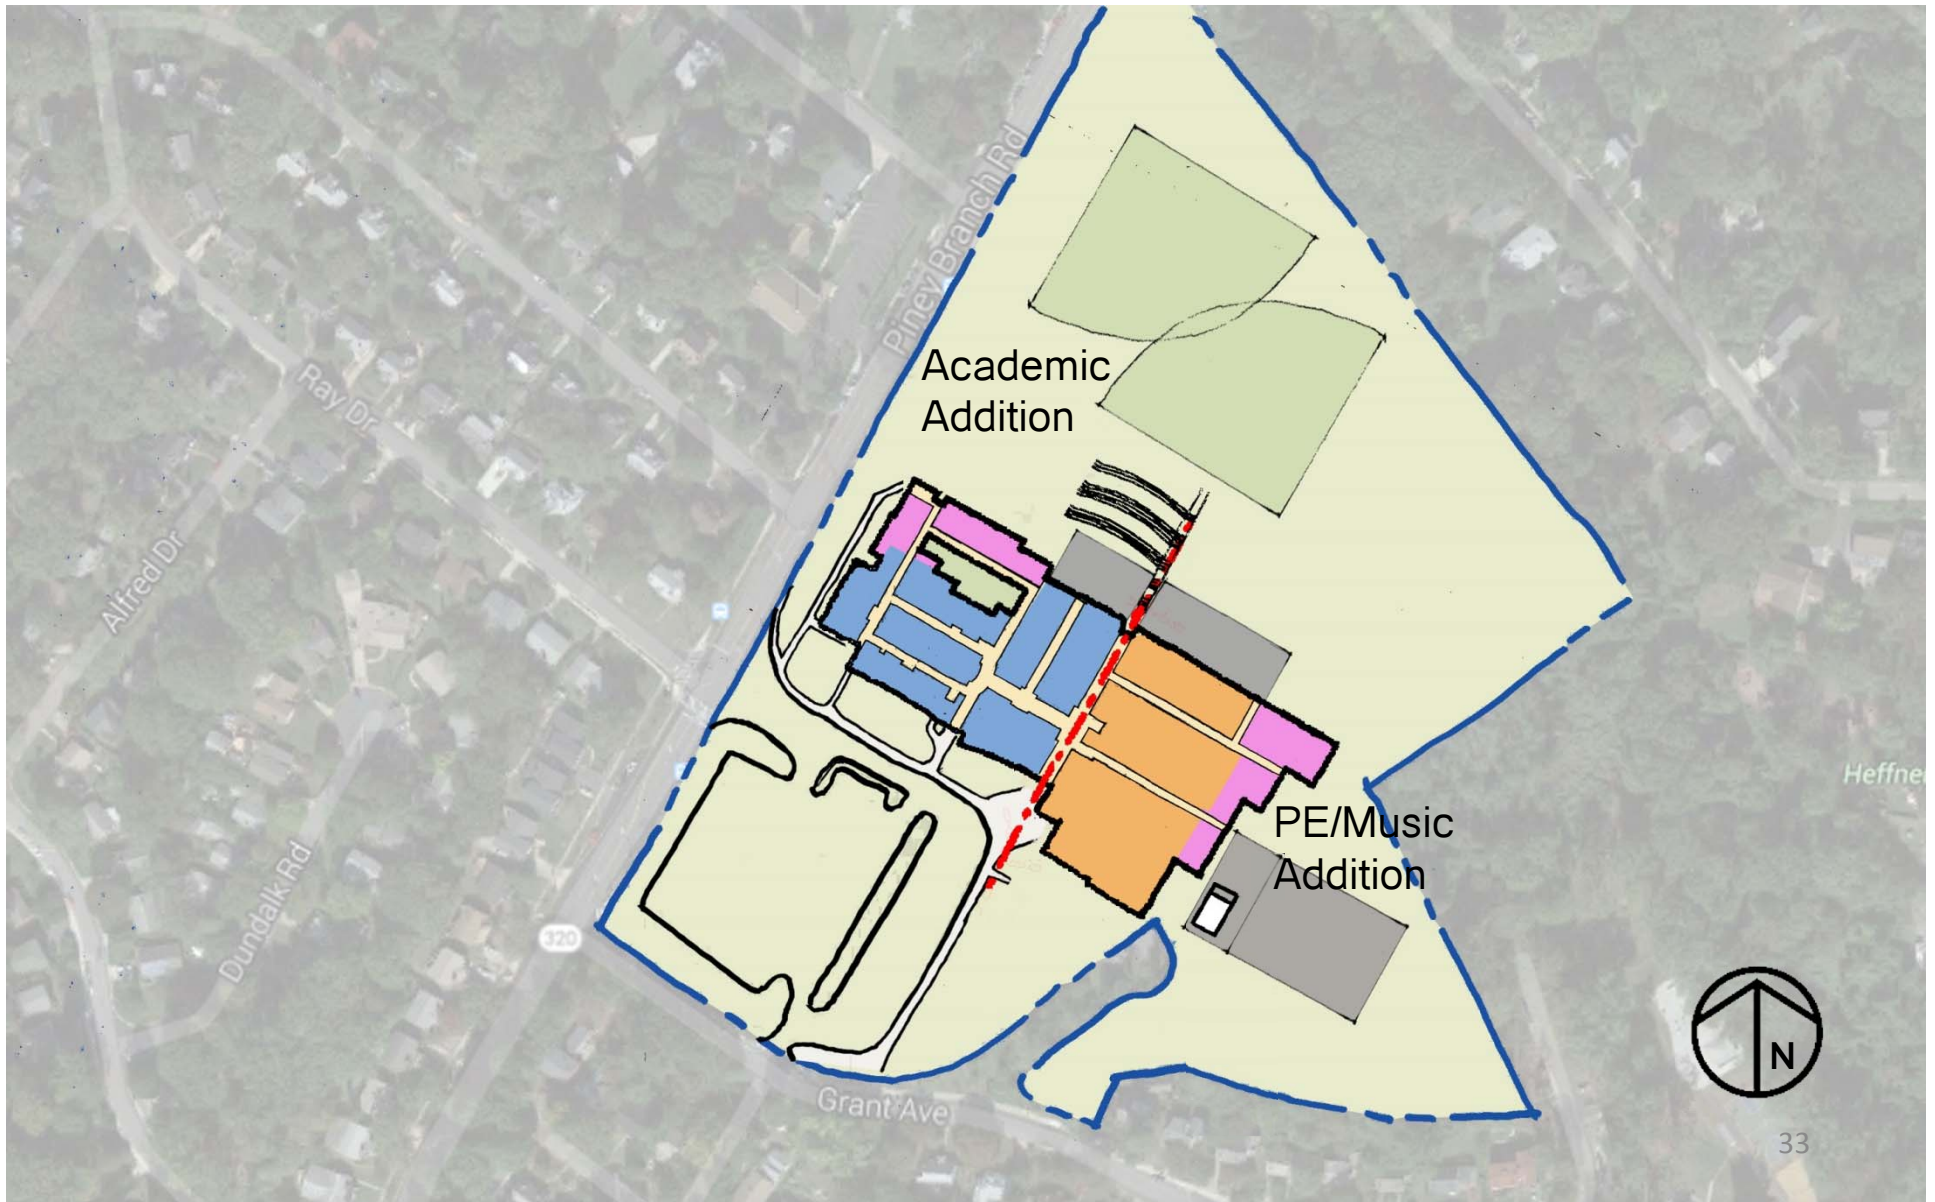 Piney Branch Rd
Academic
Addition
Ray Dr
Alfred Dr
Heffne
PE/Music
Addition
Dundalk Rd
320
N
Grant Ave
33